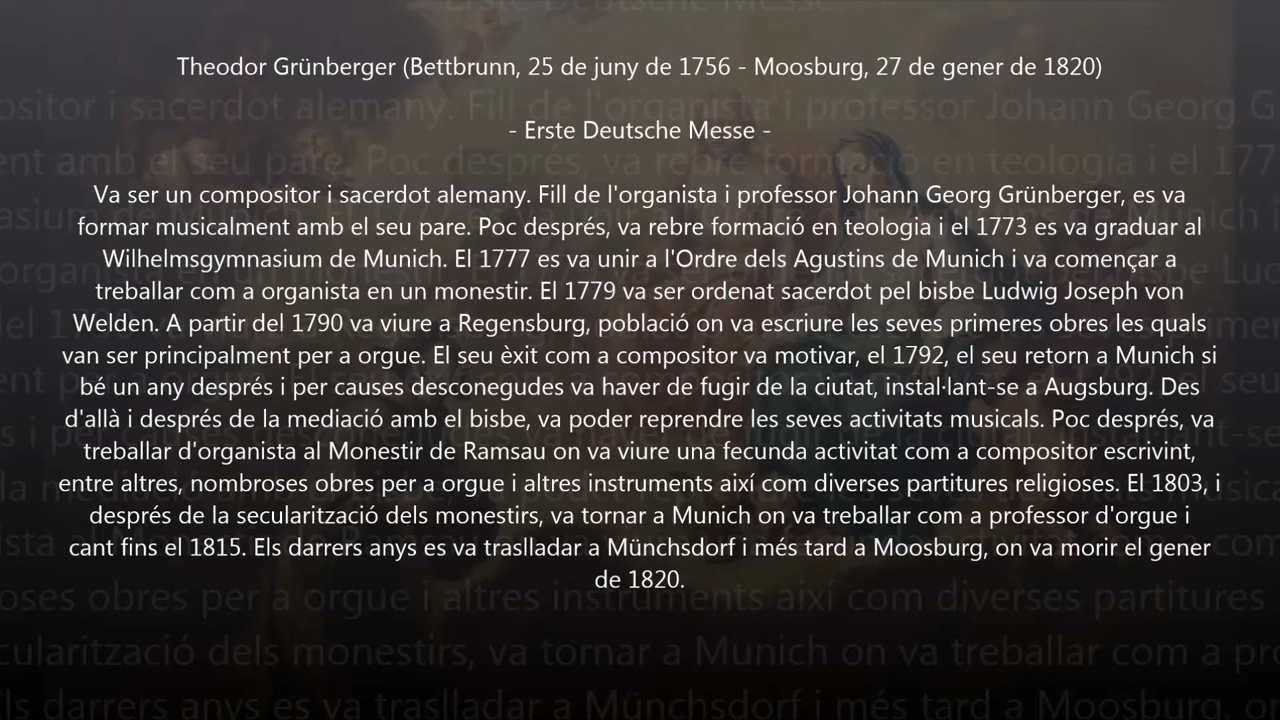 Theodor Grünberger (Bettbrunn, 25 de juny de 1756 - Moosburg, 27 de gener de 1820)
- Erste Deutsche Messe -
Va ser un compositor i sacerdot alemany. Fill de l'organista i professor Johann Georg Grünberger, es va
formar musicalment amb el seu pare. Poc després, va rebre formació en teologia i el 1773 es va graduar al
Wilhelmsgymnasium de Munich. El 1777 es va unir a l'Ordre dels Agustins de Munich i va començar a
treballar com a organista en un monestir. El 1779 va ser ordenat sacerdot pel bisbe Ludwig Joseph von
Welden. A partir del 1790 va viure a Regensburg, població on va escriure les seves primeres obres les quals
van ser principalment per a orgue. El seu èxit com a compositor va motivar, el 1792, el seu retorn a Munich si
bé un any després i per causes desconegudes va haver de fugir de la ciutat, instal·lant-se a Augsburg. Des
d'allà i després de la mediació amb el bisbe, va poder reprendre les seves activitats musicals. Poc després, va
treballar d'organista al Monestir de Ramsau on va viure una fecunda activitat com a compositor escrivint,
entre altres, nombroses obres per a orgue i altres instruments així com diverses partitures religioses. El 1803, i
després de la secularització dels monestirs, va tornar a Munich on va treballar com a professor d'orgue i
cant fins el 1815. Els darrers anys es va traslladar a Münchsdorf i més tard a Moosburg, on va morir el gener
de 1820.